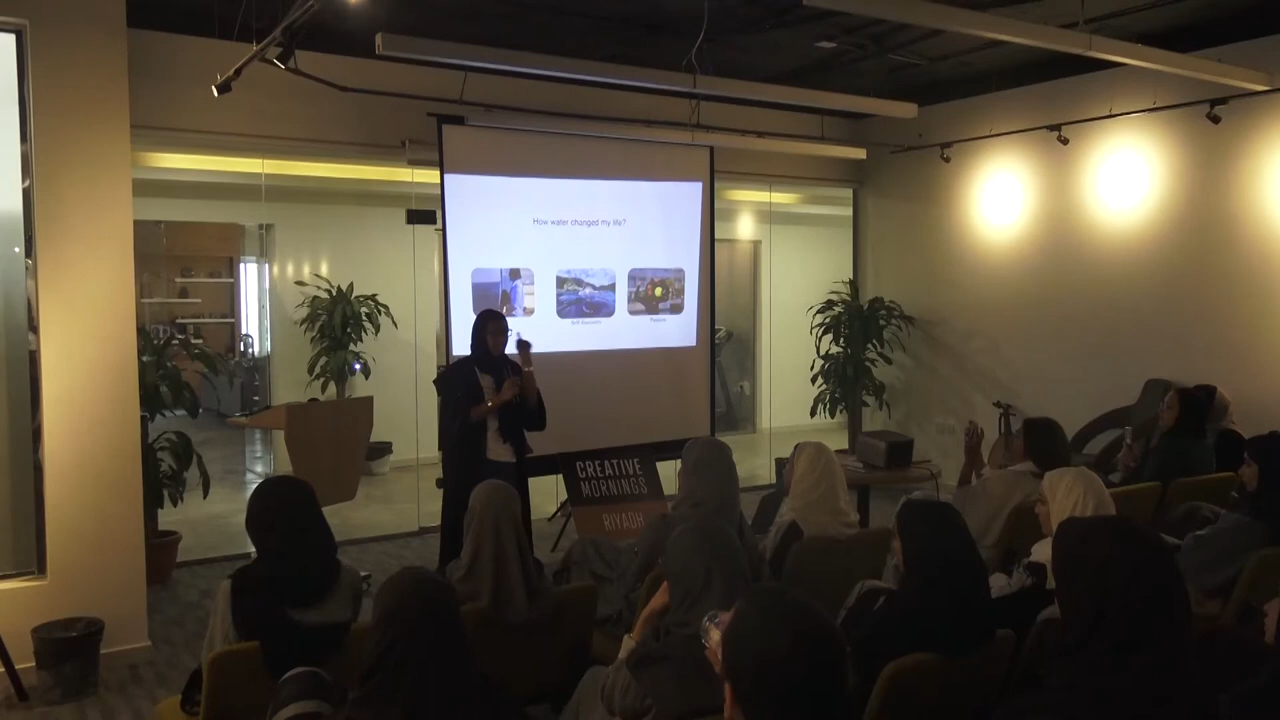 How water changed my life?
Self discovery
Passion
CREATIVE
MORNINGS
RIYADH